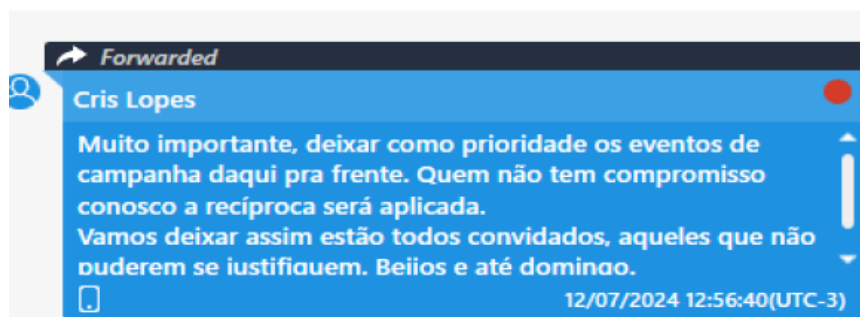 Forwarded
Cris Lopes
Muito importante, deixar como prioridade os eventos de
campanha daqui pra frente. Quem não tem compromisso
conosco a recíproca será aplicada.
Vamos deixar assim estão todos convidados, aqueles que não
puderem se justifiquem. Beijos e até domingo.
12/07/2024 12:56:40(UTC-3)